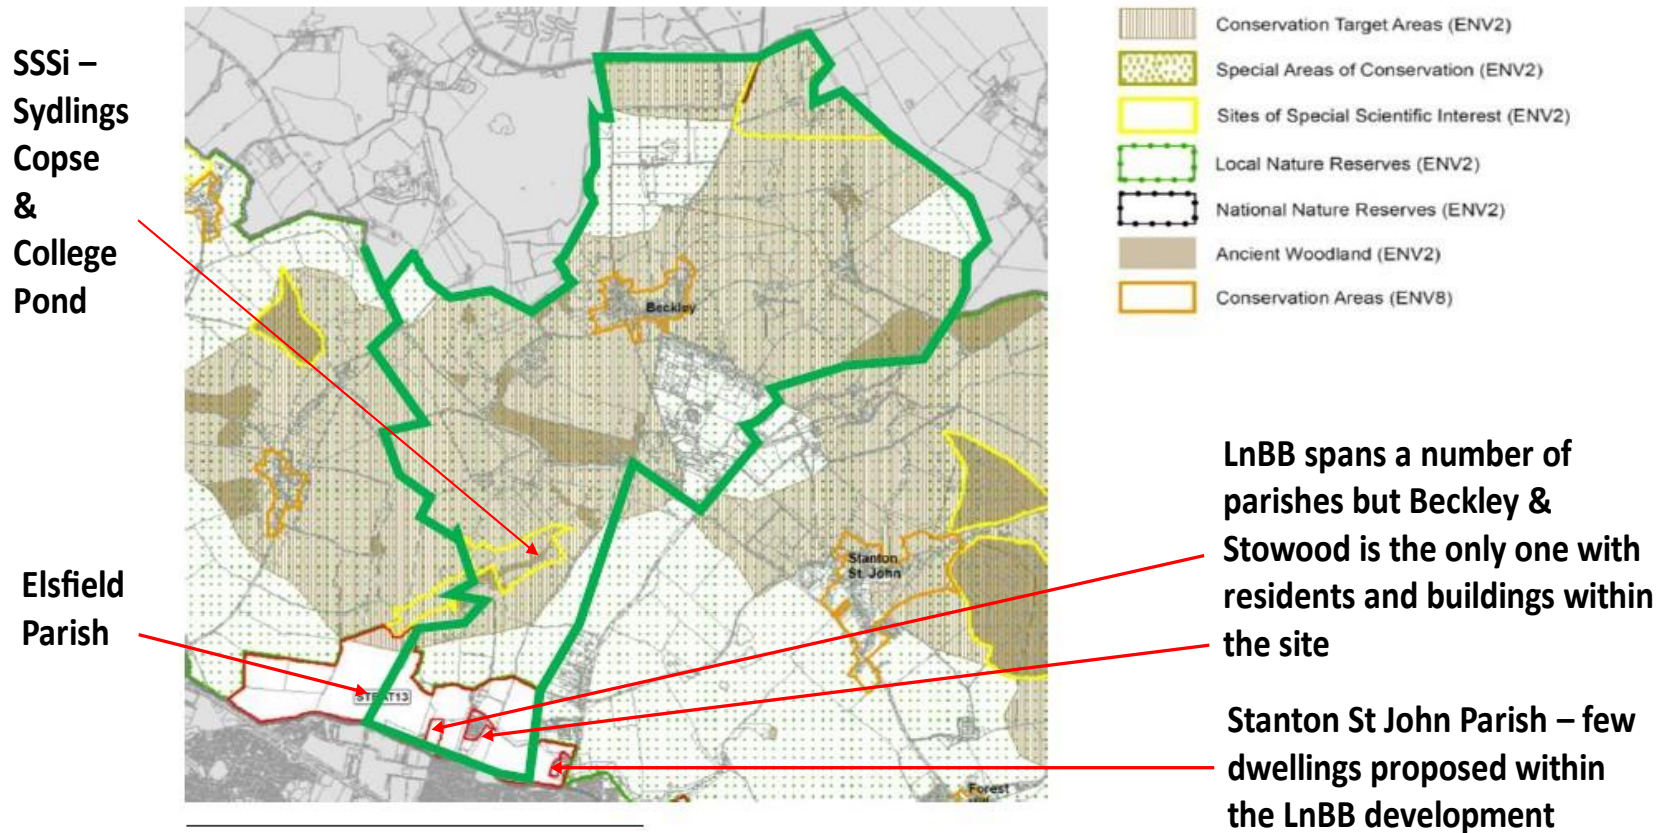 SSSi –
Sydlings
Copse
&
College
Pond
Elsfield
Parish
Beckley
Stanton
St. John
STRAT13
Forest
Conservation Target Areas (ENV2)
Special Areas of Conservation (ENV2)
Sites of Special Scientific Interest (ENV2)
Local Nature Reserves (ENV2)
National Nature Reserves (ENV2)
Ancient Woodland (ENV2)
Conservation Areas (ENV8)
LnBB spans a number of
parishes but Beckley &
Stowood is the only one with
residents and buildings within
the site
Stanton St John Parish – few
dwellings proposed within
the LnBB development